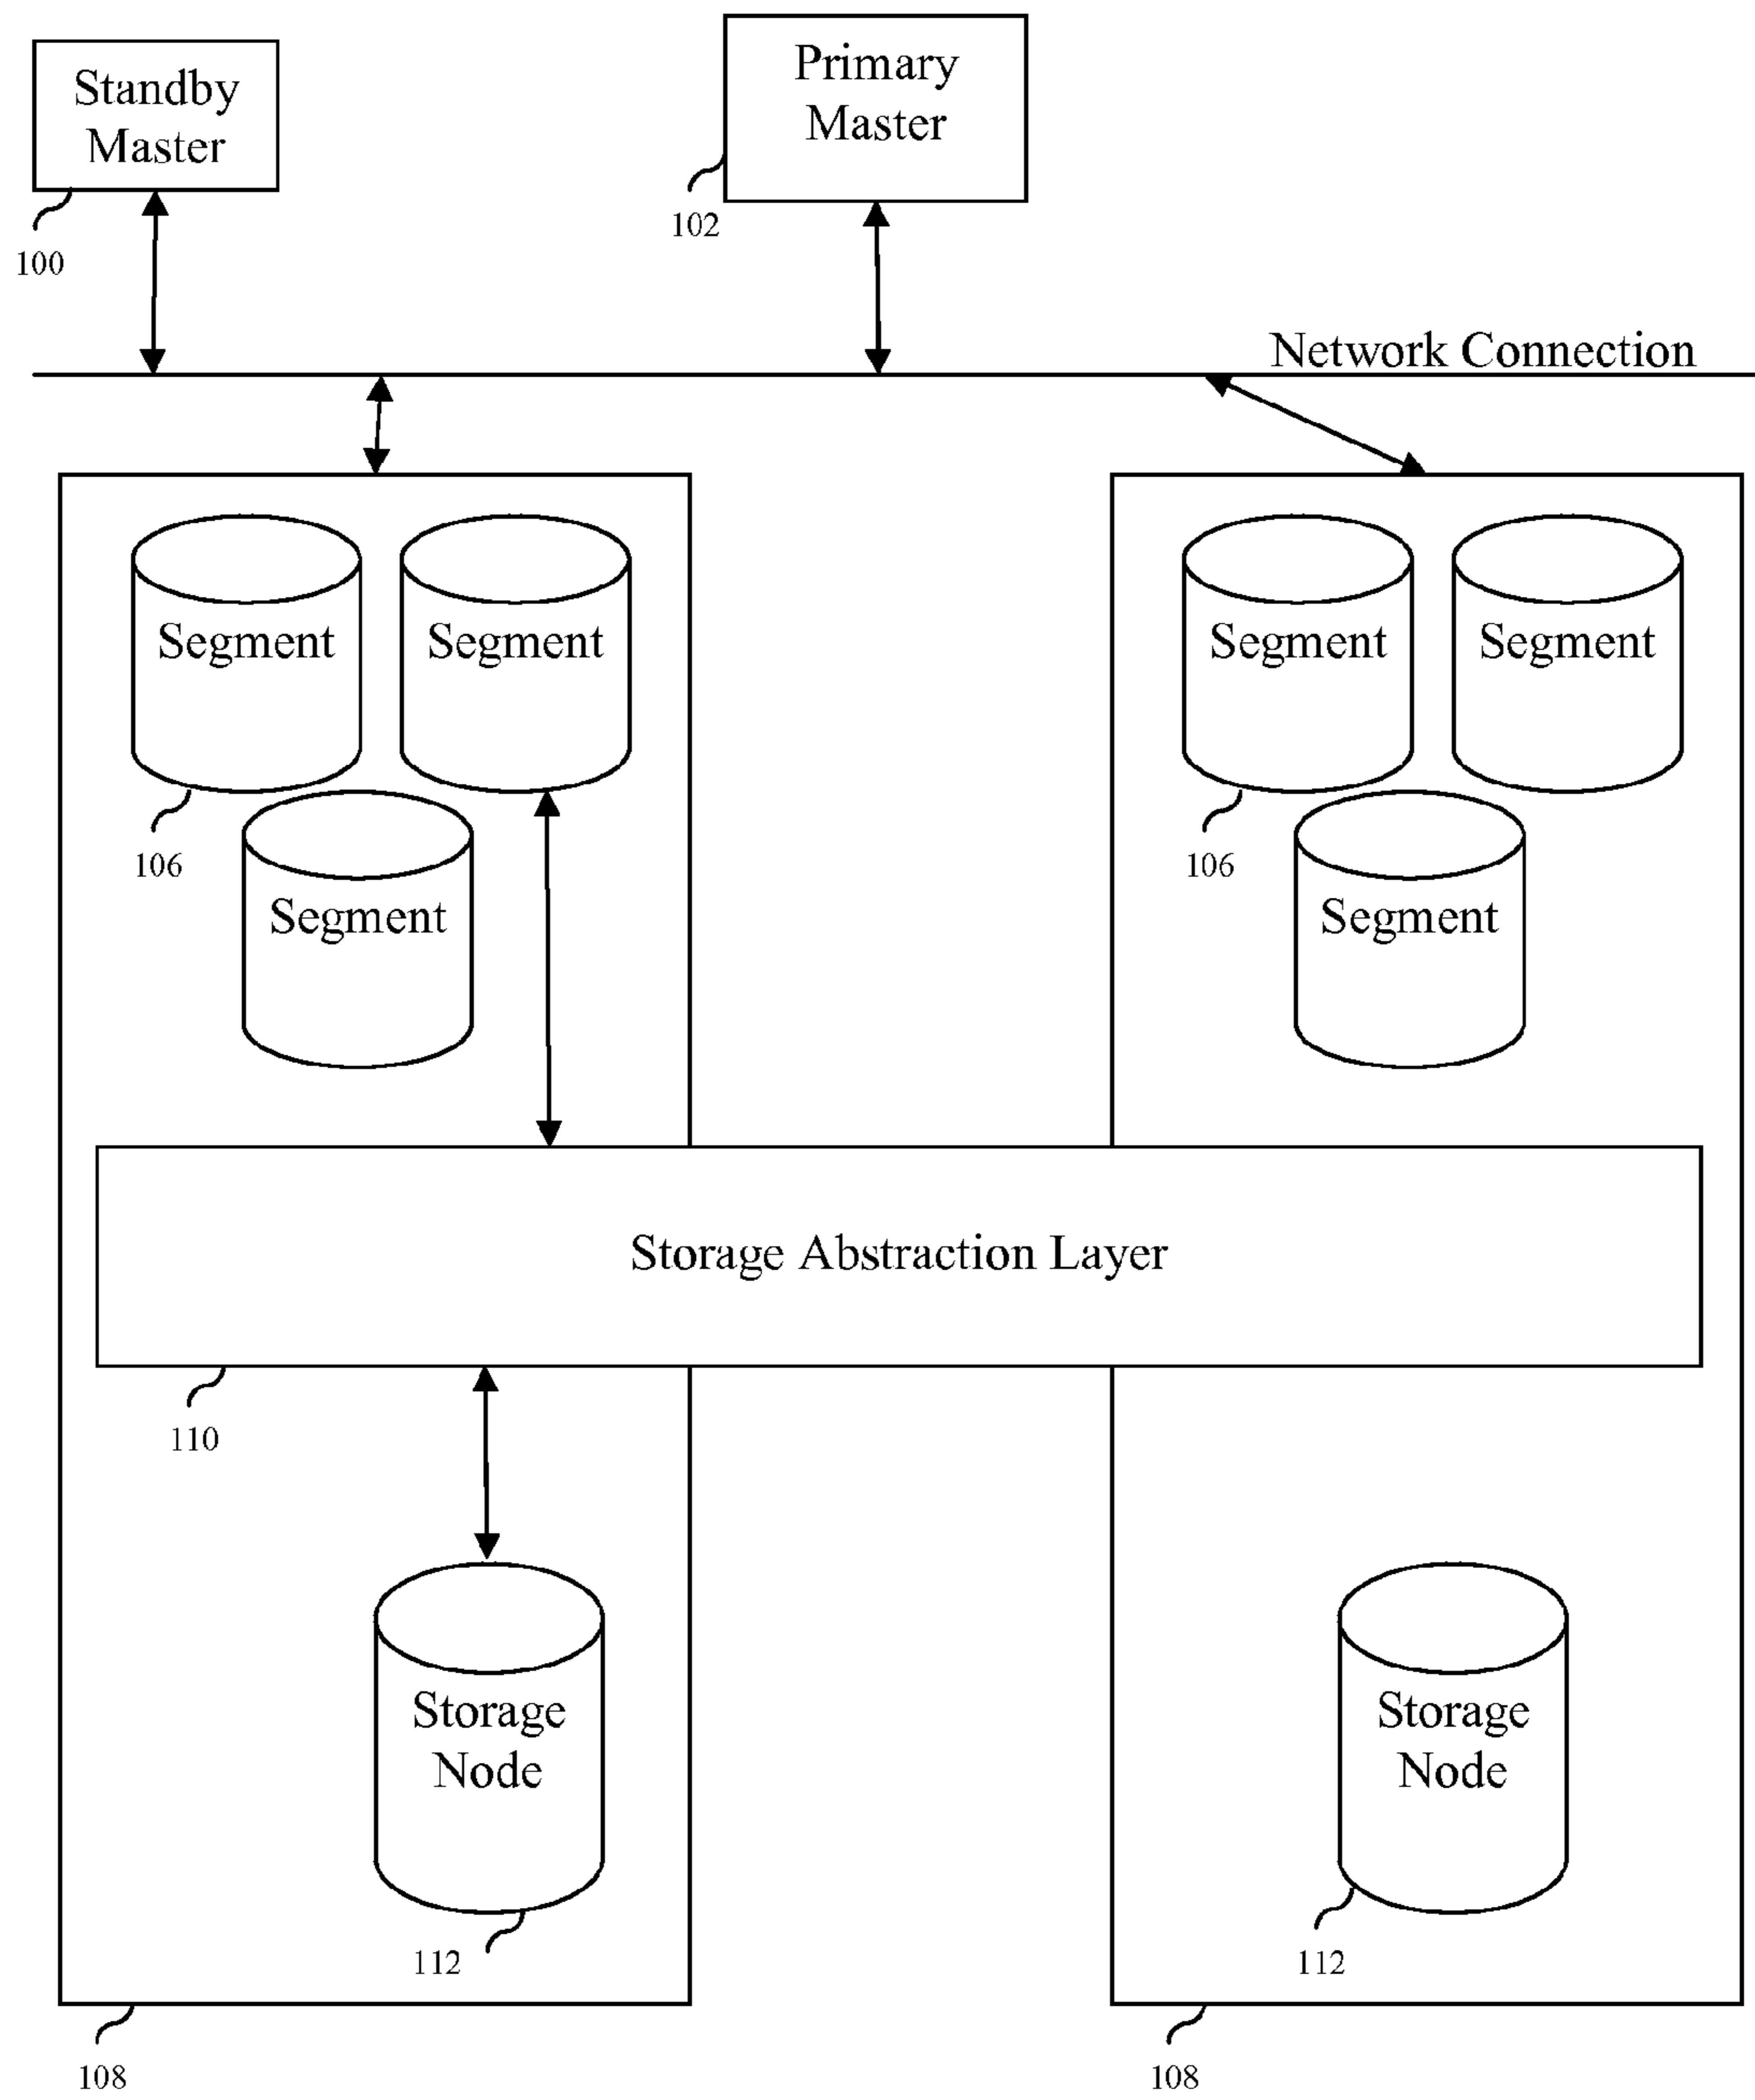 Standby
Master
Primary
Master
100
102
Network Connection
Segment
Segment
Segment
Segment
106
106
Segment
Segment
Storage Abstraction Layer
110
Storage
Node
Storage
Node
112
112
108
108